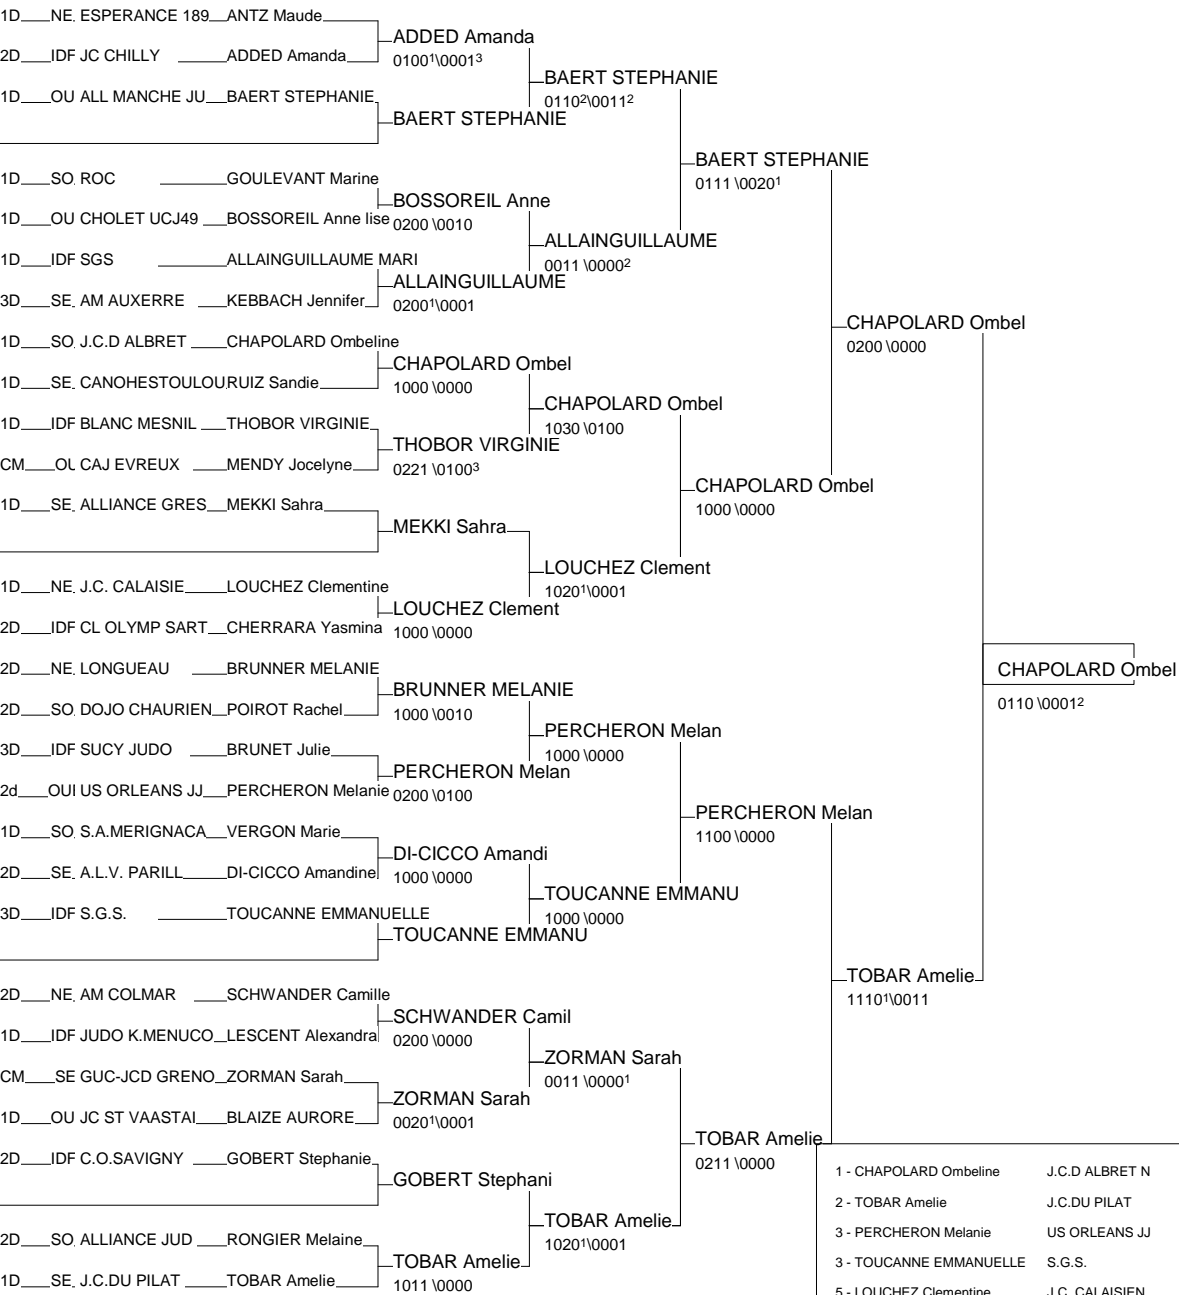 1D NE ESPERANCE 189 ANTZ Maude
ADDED Amanda
2D IDF JC CHILLY ADDED Amanda
0100¹\0001³
BAERT STEPHANIE
1D OU ALL MANCHE JU BAERT STEPHANIE
0110²\0011²
BAERT STEPHANIE
BAERT STEPHANIE
0111 \0020¹
1D SO ROC GOULEVANT Marine
BOSSOREIL Anne
1D OU CHOLET UCJ49 BOSSOREIL Anne lise
0200 \0010
ALLAINGUILLAUME
1D IDF SGS ALLAINGUILLAUME MARI
0011 \0000²
ALLAINGUILLAUME
3D SE AM AUXERRE KEBBACH Jennifer
0200¹\0001
CHAPOLARD Ombel
0200 \0000
1D SO J.C.D ALBRET CHAPOLARD Ombeline
CHAPOLARD Ombel
1D SE CANOHESTOULOU RUIZ Sandie
1000 \0000
CHAPOLARD Ombel
1D IDF BLANC MESNIL THOBOR VIRGINIE
1030 \0100
THOBOR VIRGINIE
CM OU CAJ EVREUX MENDY Jocelyne
0221 \0100³
CHAPOLARD Ombel
1000 \0000
1D SE ALLIANCE GRES MEKKI Sahra
MEKKI Sahra
LOUCHEZ Clement
1020¹\0001
1D NE J.C. CALAISIE LOUCHEZ Clementine
LOUCHEZ Clement
2D IDF CL OLYMP SART CHERRARA Yasmina
1000 \0000
CHAPOLARD Ombel
0110 \0001²
2D NE LONGUEAU BRUNNER MELANIE
BRUNNER MELANIE
2D SO DOJO CHAURIEN POIROT Rachel
1000 \0010
PERCHERON Melan
3D IDF SUCY JUDO BRUNET Julie
1000 \0000
PERCHERON Melan
2d OUI US ORLEANS JJ PERCHERON Melanie
0200 \0100
PERCHERON Melan
1100 \0000
1D SO S.A.MERIGNACA VERGON Marie
DI-CICCO Amandi
2D SE A.L.V. PARILL DI-CICCO Amandine
1000 \0000
TOUCANNE EMMANU
3D IDF S.G.S. TOUCANNE EMMANUELLE
1000 \0000
TOUCANNE EMMANU
TOBAR Amelie
1110¹\0011
2D NE AM COLMAR SCHWANDER Camille
SCHWANDER Camil
1D IDF JUDO K.MENUCO LESCENT Alexandra
0200 \0000
ZORMAN Sarah
CM SE GUC-JCD GRENO ZORMAN Sarah
0011 \0000¹
ZORMAN Sarah
1D OU JC ST VAASTAI BLAIZE AURORE
0020¹\0001
TOBAR Amelie
0211 \0000
2D IDF C.O.SAVIGNY GOBERT Stephanie
GOBERT Stephani
TOBAR Amelie
1020¹\0001
2D SO ALLIANCE JUD RONGIER Melaine
TOBAR Amelie
1D SE J.C.DU PILAT TOBAR Amelie
1011 \0000
1 - CHAPOLARD Ombeline J.C.D ALBRET N
2 - TOBAR Amelie J.C.DU PILAT
3 - PERCHERON Melanie US ORLEANS JJ
3 - TOUCANNE EMMANUELLE S.G.S.
5 - LOUCHEZ Clementine J.C. CALAISIEN